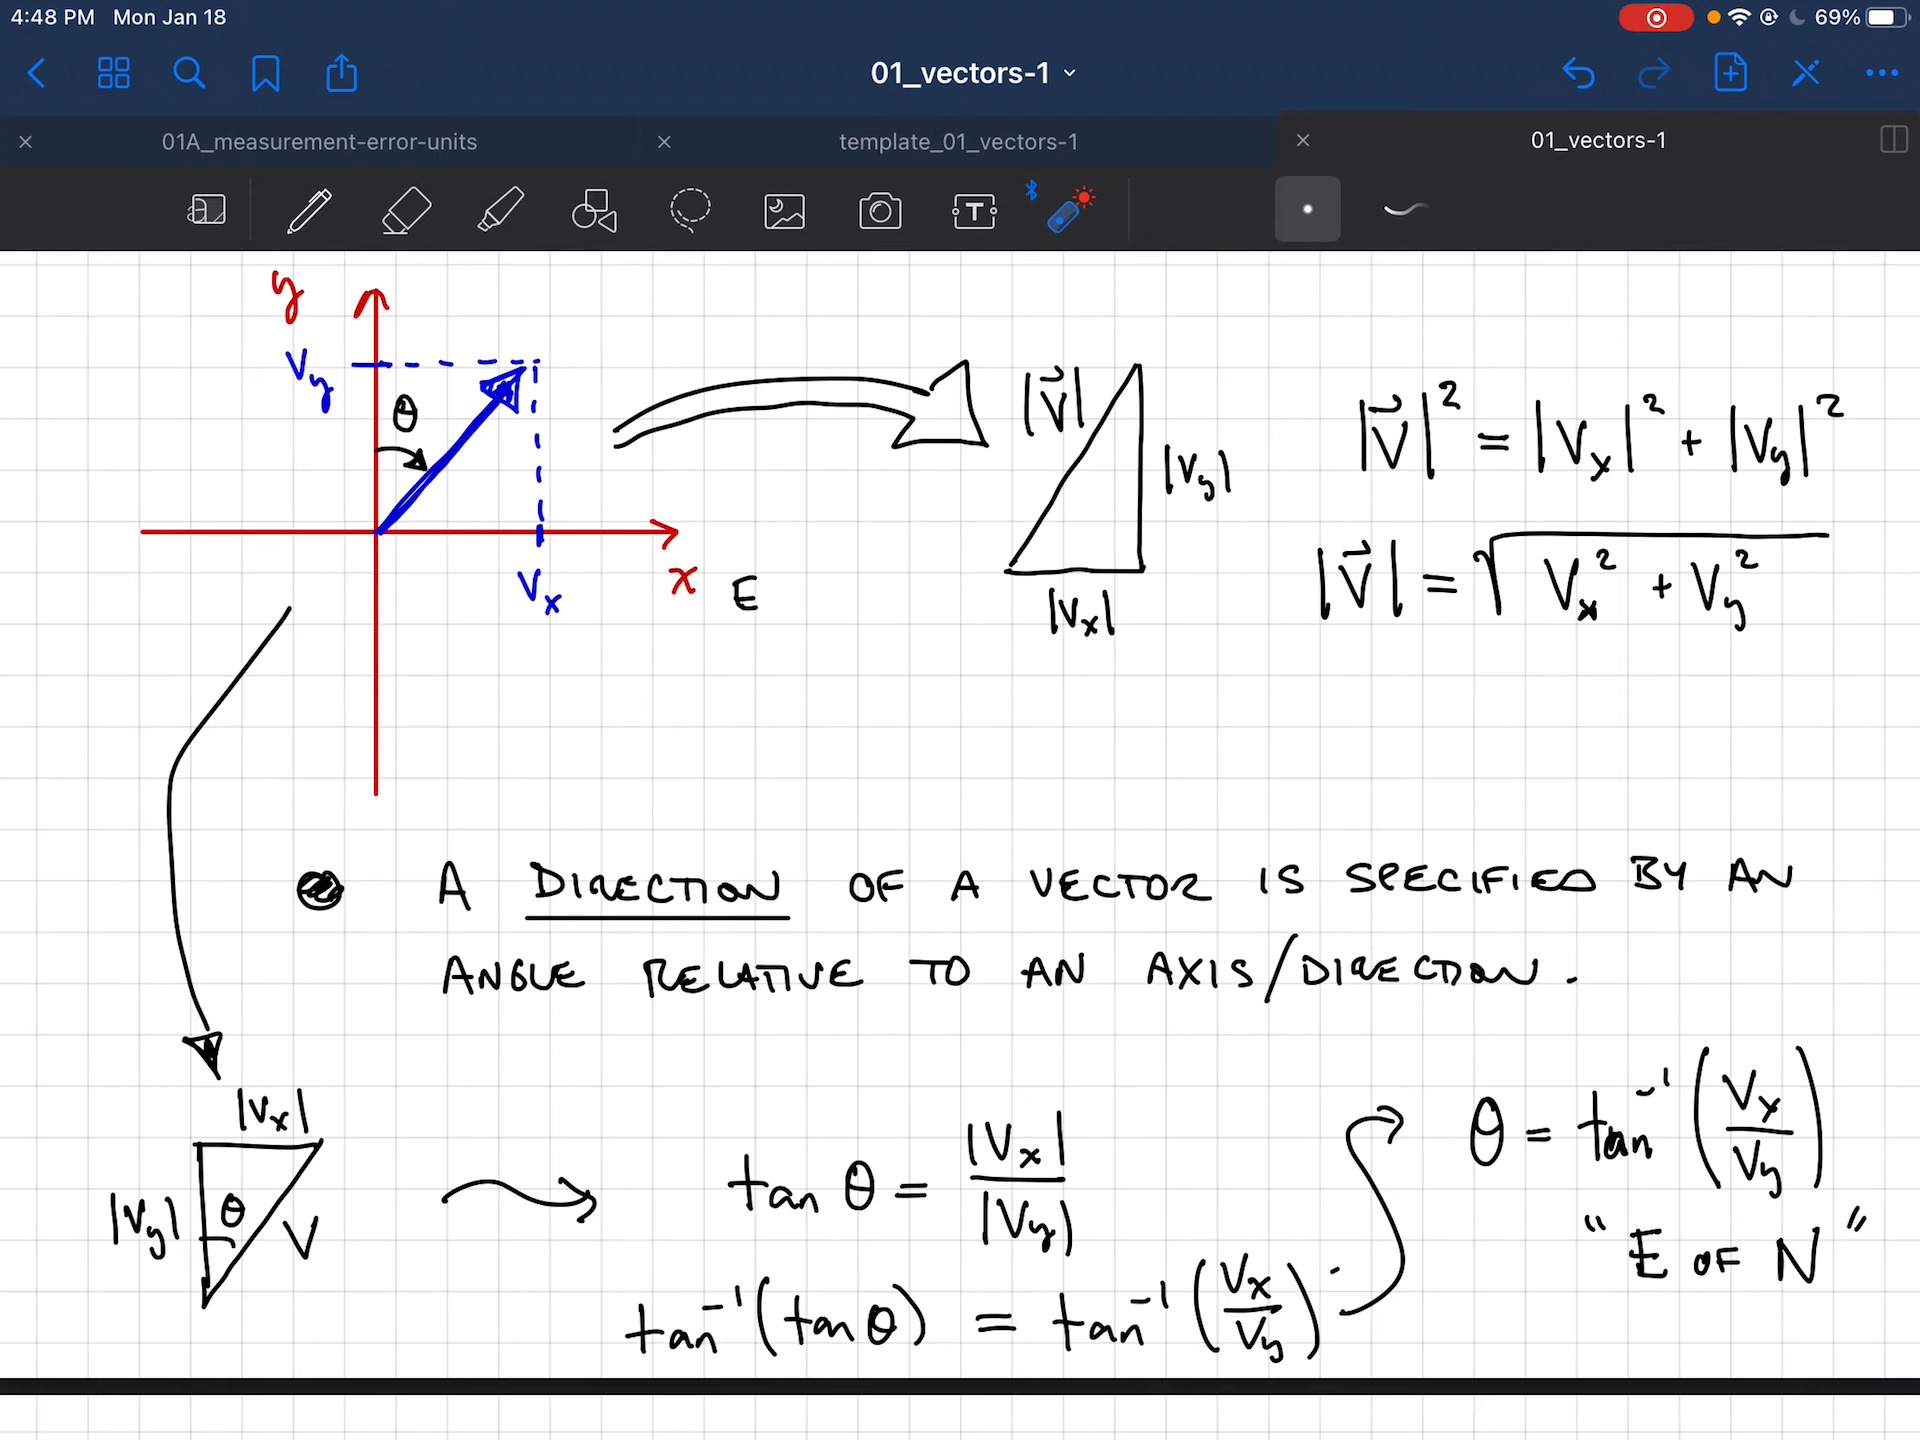 4:48 PM Mon Jan 18
69%
01_vectors-1
01A_measurement-error-units
template_01_vectors-1
01_vectors-1
T
y
Vy
θ
x
E
Vx
|V⃗|
|Vy|
|Vx|
|V⃗|² = |Vx|² + |Vy|²
|V⃗| = √(Vx² + Vy²)
A DIRECTION OF A VECTOR IS SPECIFIED BY AN
ANGLE RELATIVE TO AN AXIS/DIRECTION.
|Vx|
|Vy|
θ
V
tan θ = |Vx| / |Vy|
tan⁻¹(tan θ) = tan⁻¹(Vx/Vy)
θ = tan⁻¹(Vx/Vy)
"E OF N"